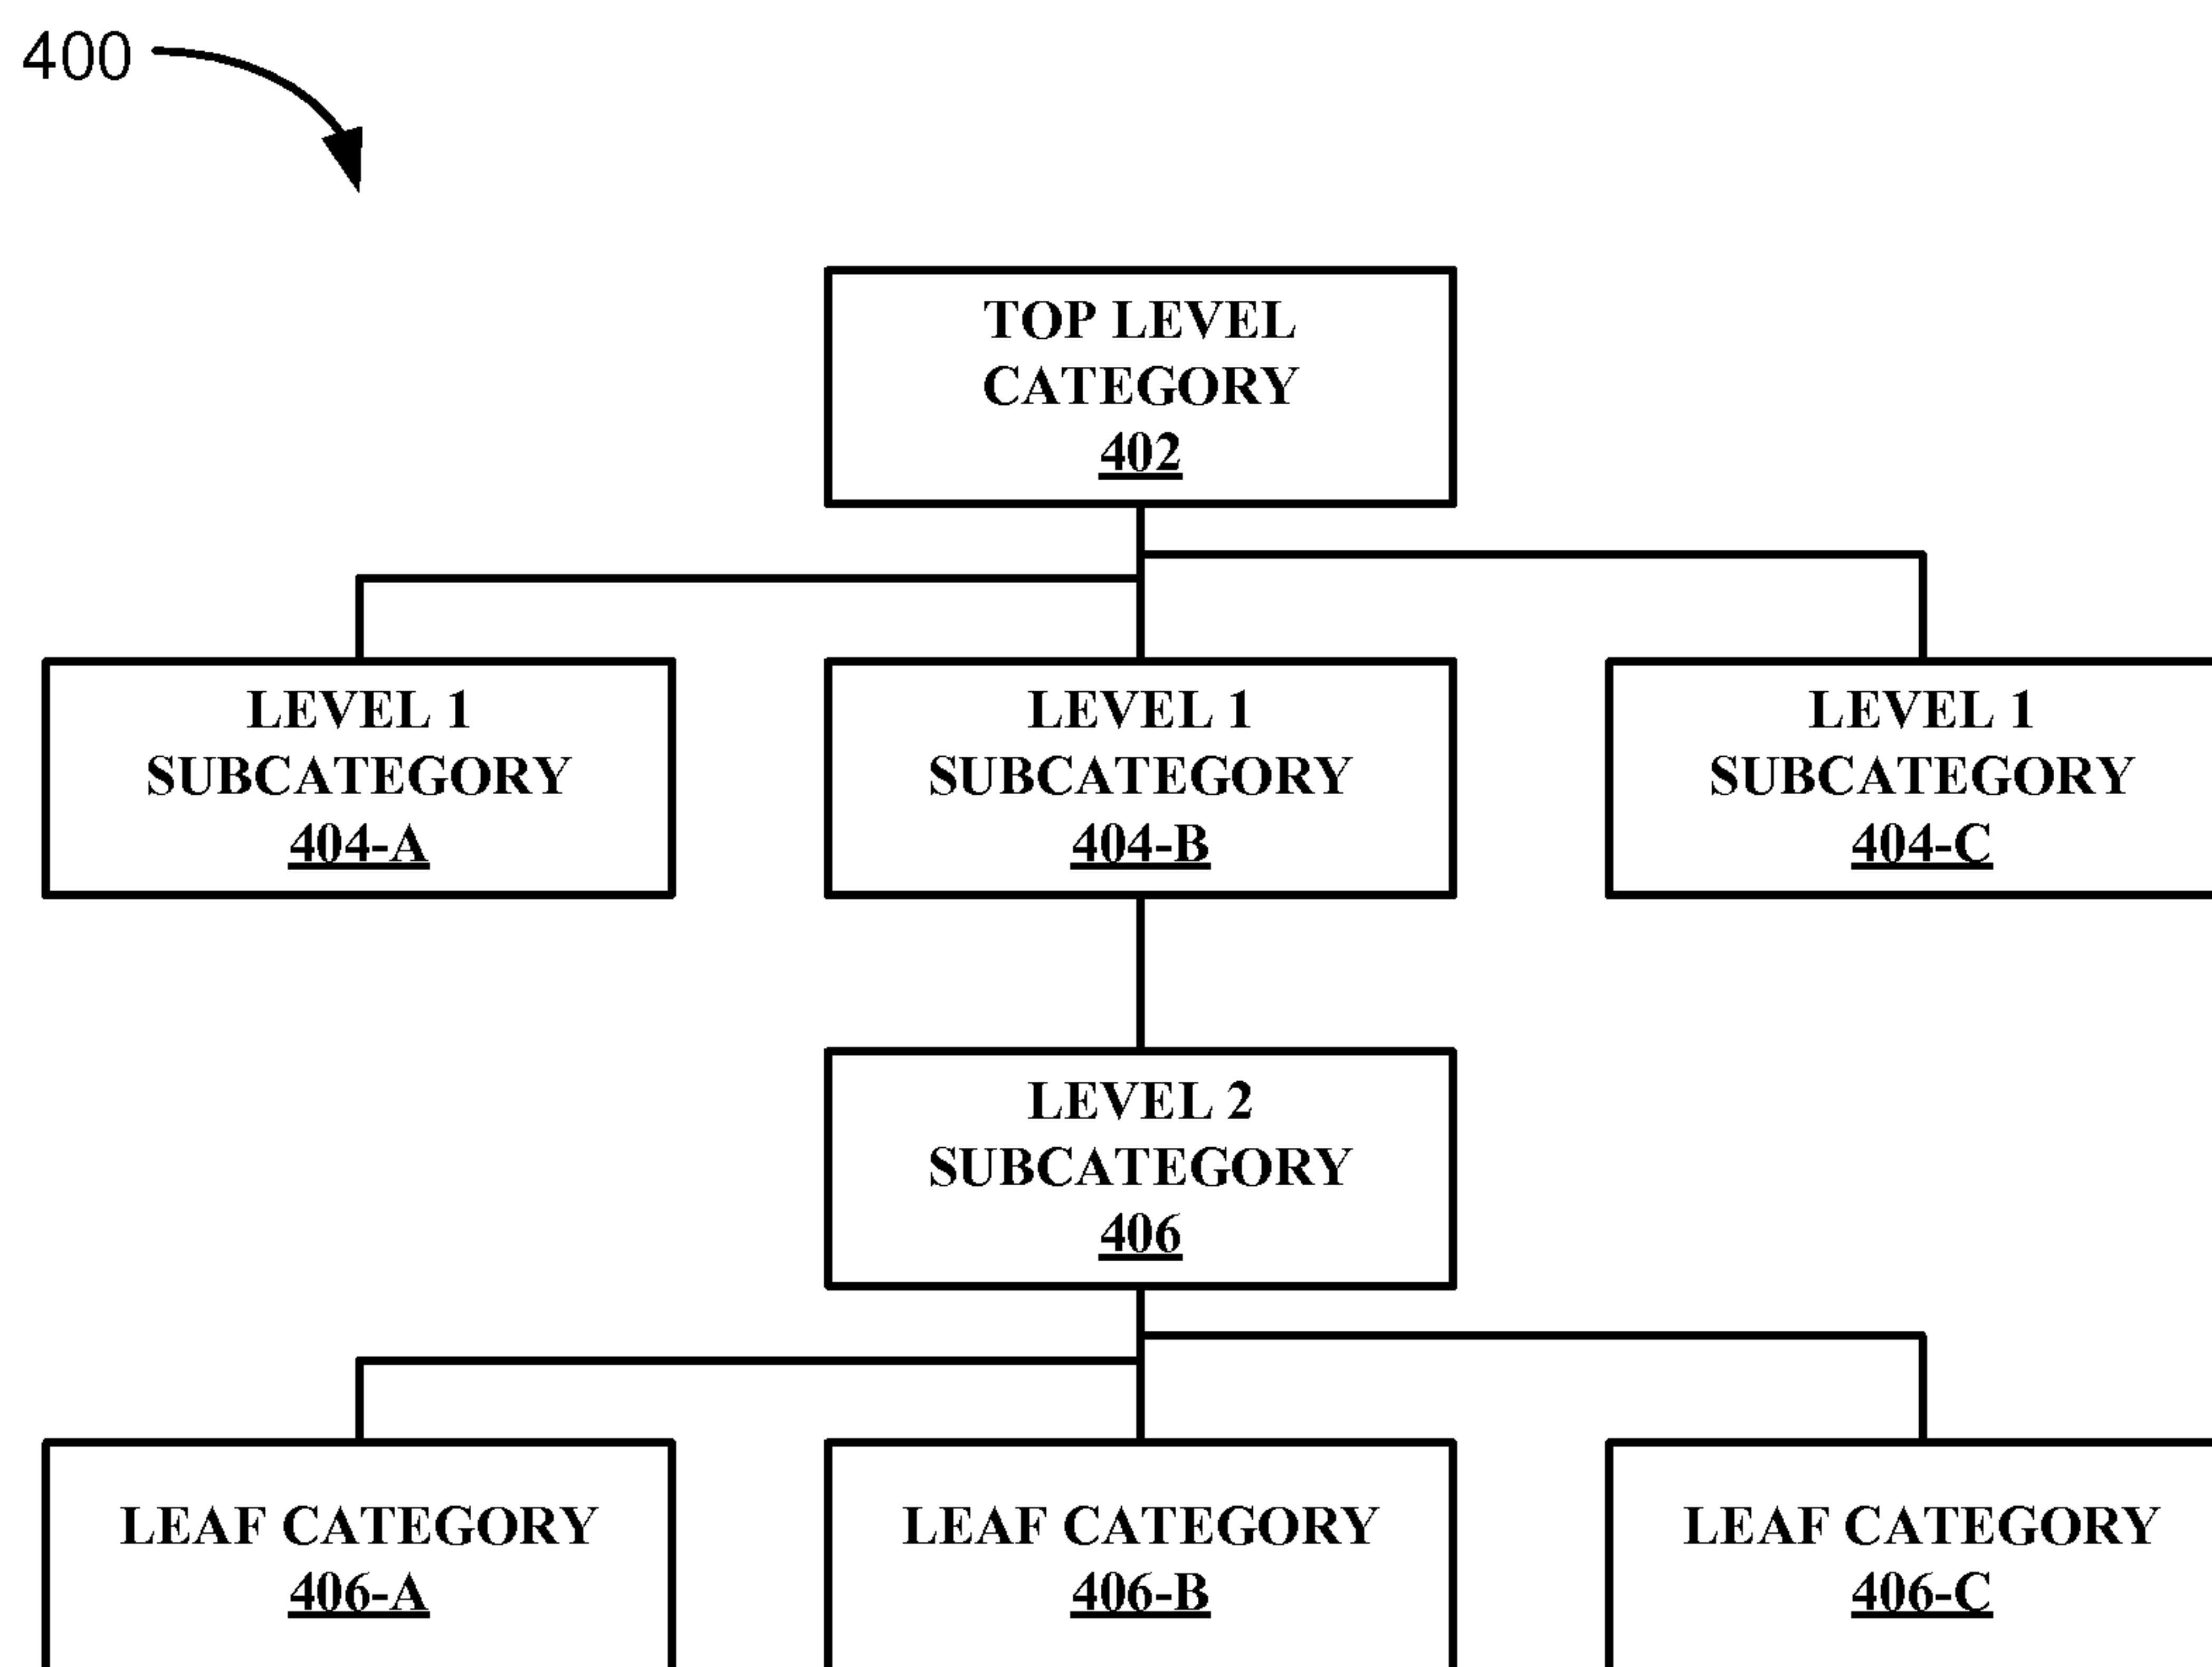 400
TOP LEVEL
CATEGORY
402
LEVEL 1
SUBCATEGORY
404-A
LEVEL 1
SUBCATEGORY
404-B
LEVEL 1
SUBCATEGORY
404-C
LEVEL 2
SUBCATEGORY
406
LEAF CATEGORY
406-A
LEAF CATEGORY
406-B
LEAF CATEGORY
406-C